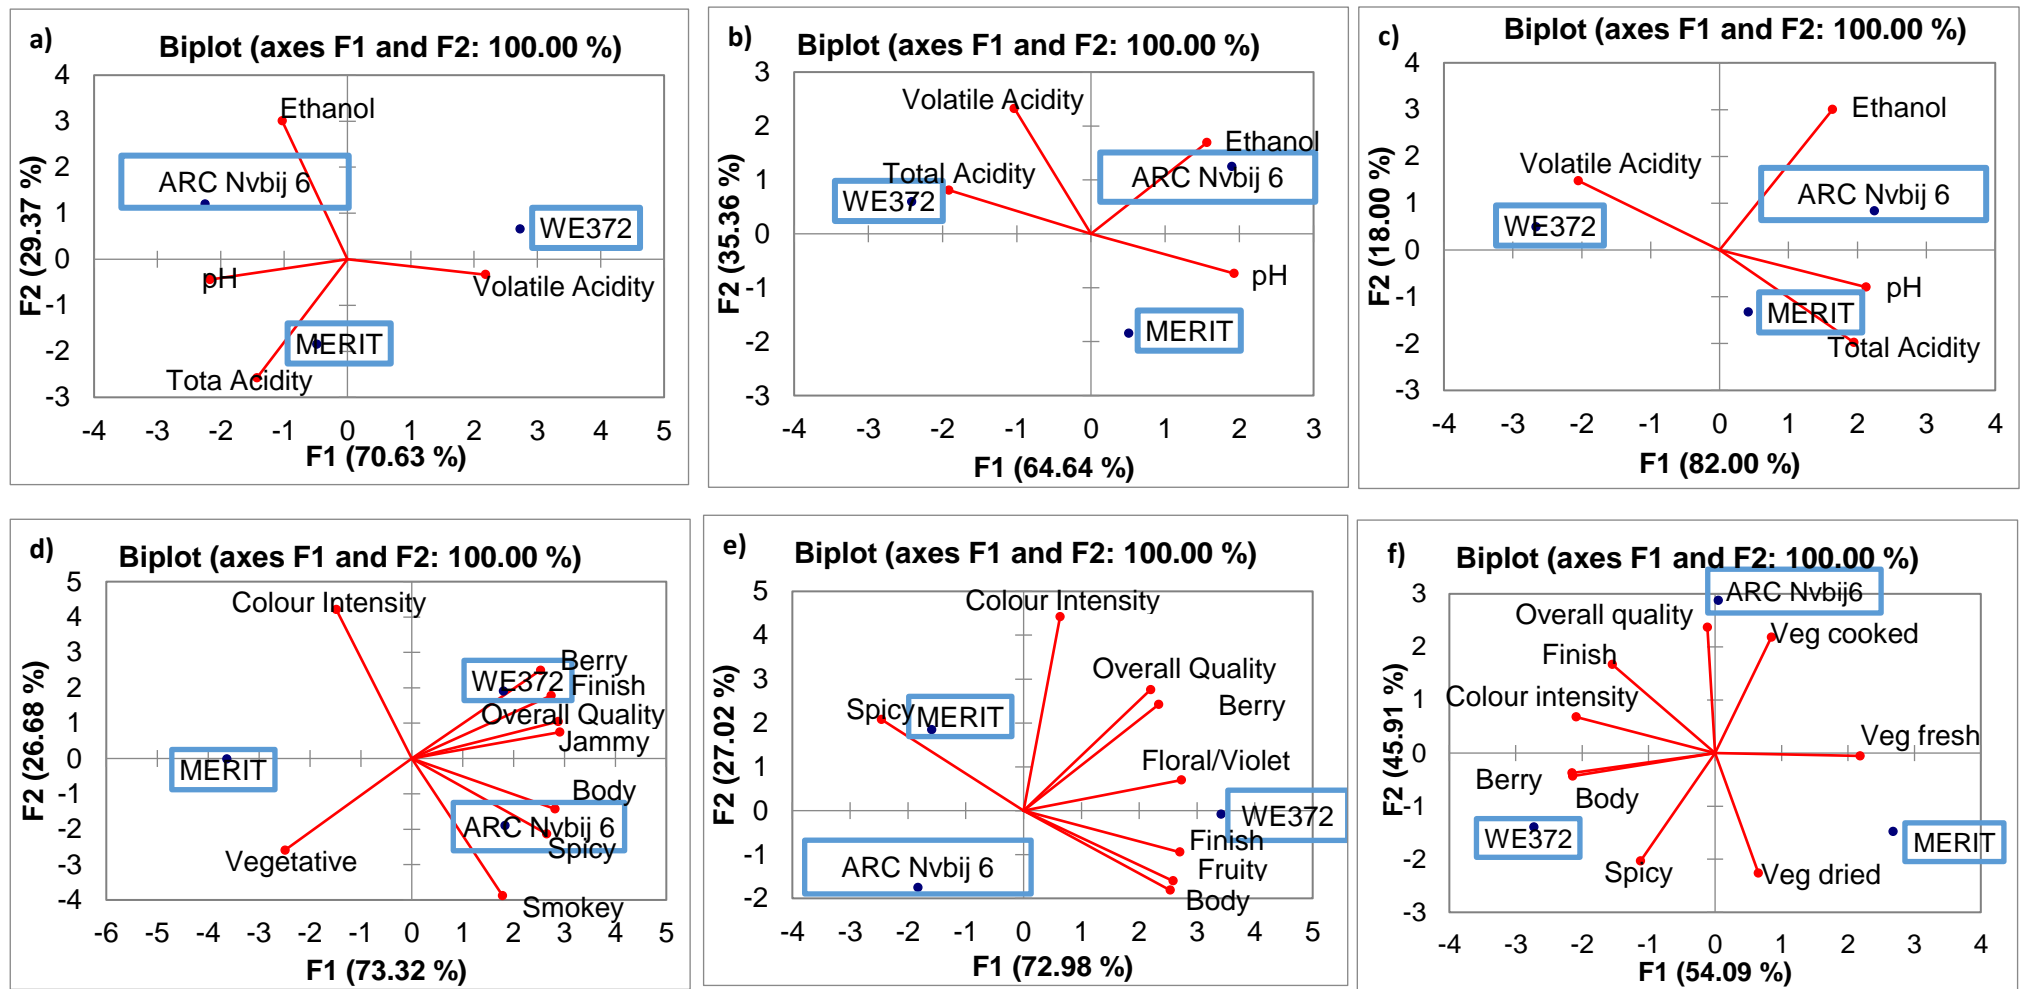 a)
Biplot (axes F1 and F2: 100.00 %)
4
3
2
1
0
-1
-2
-3
F2 (29.37 %)
Ethanol
ARC Nvbij 6
WE372
pH
Volatile Acidity
MERIT
Tota Acidity
-4 -3 -2 -1 0 1 2 3 4 5
F1 (70.63 %)
b)
Biplot (axes F1 and F2: 100.00 %)
3
2
1
0
-1
-2
-3
F2 (35.36 %)
Volatile Acidity
Ethanol
Total Acidity
ARC Nvbij 6
WE372
pH
MERIT
-4 -3 -2 -1 0 1 2 3
F1 (64.64 %)
c)
Biplot (axes F1 and F2: 100.00 %)
4
3
2
1
0
-1
-2
-3
F2 (18.00 %)
Ethanol
Volatile Acidity
ARC Nvbij 6
WE372
pH
MERIT
Total Acidity
-4 -3 -2 -1 0 1 2 3 4
F1 (82.00 %)
d)
Biplot (axes F1 and F2: 100.00 %)
5
4
3
2
1
0
-1
-2
-3
-4
F2 (26.68 %)
Colour Intensity
Berry
WE372
Finish
Overall Quality
Jammy
MERIT
Body
ARC Nvbij 6
Spicy
Vegetative
Smokey
-6 -5 -4 -3 -2 -1 0 1 2 3 4 5
F1 (73.32 %)
e)
Biplot (axes F1 and F2: 100.00 %)
5
4
3
2
1
0
-1
-2
F2 (27.02 %)
Colour Intensity
Overall Quality
Spicy
MERIT
Berry
Floral/Violet
WE372
Finish
ARC Nvbij 6
Fruity
Body
-4 -3 -2 -1 0 1 2 3 4 5
F1 (72.98 %)
f)
Biplot (axes F1 and F2: 100.00 %)
3
2
1
0
-1
-2
-3
F2 (45.91 %)
ARC Nvbij6
Overall quality
Veg cooked
Finish
Colour intensity
Veg fresh
Berry
Body
WE372
MERIT
Spicy
Veg dried
-4 -3 -2 -1 0 1 2 3 4
F1 (54.09 %)